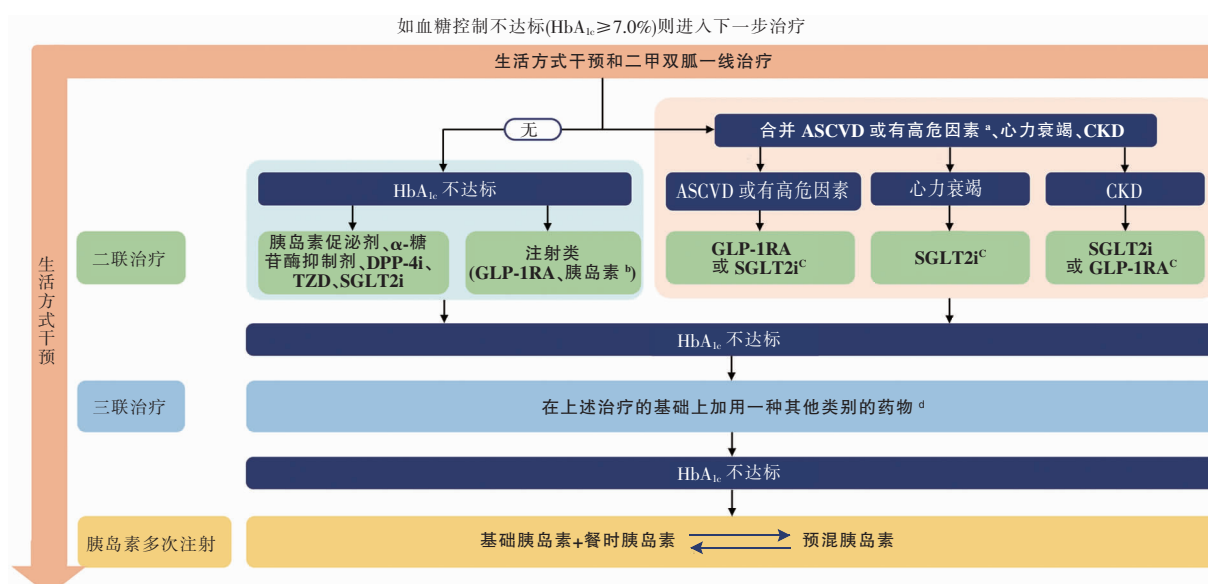 如血糖控制不达标(HbA1c≥7.0%)则进入下一步治疗
生活方式干预和二甲双胍一线治疗
无
合并 ASCVD 或有高危因素 a、心力衰竭、CKD
HbA1c 不达标
ASCVD 或有高危因素
心力衰竭
CKD
生活方式干预
二联治疗
胰岛素促泌剂、α-糖
苷酶抑制剂、DPP-4i、
TZD、SGLT2i
注射类
(GLP-1RA、胰岛素 b)
GLP-1RA
或 SGLT2iC
SGLT2iC
SGLT2i
或 GLP-1RAC
HbA1c 不达标
三联治疗
在上述治疗的基础上加用一种其他类别的药物 d
HbA1c 不达标
胰岛素多次注射
基础胰岛素+餐时胰岛素
预混胰岛素